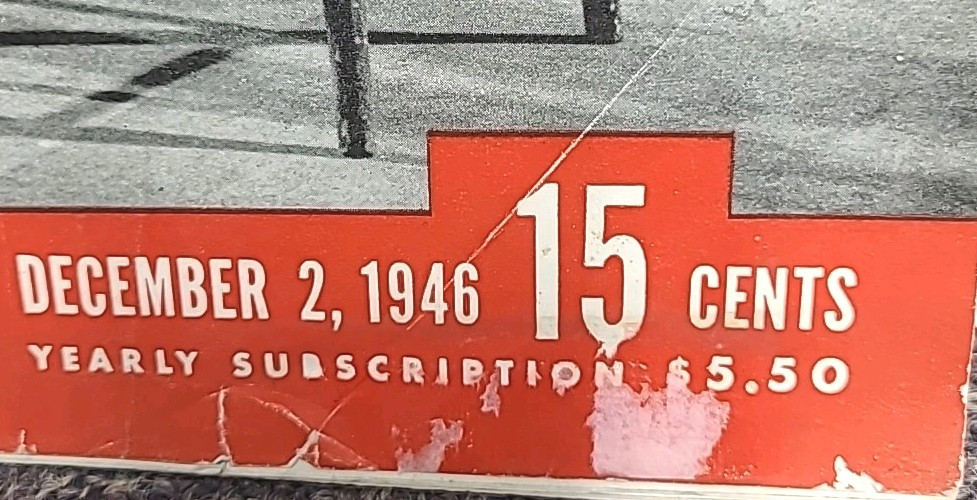 DECEMBER 2, 1946 15 CENTS
YEARLY SUBSCRIPTION $5.50